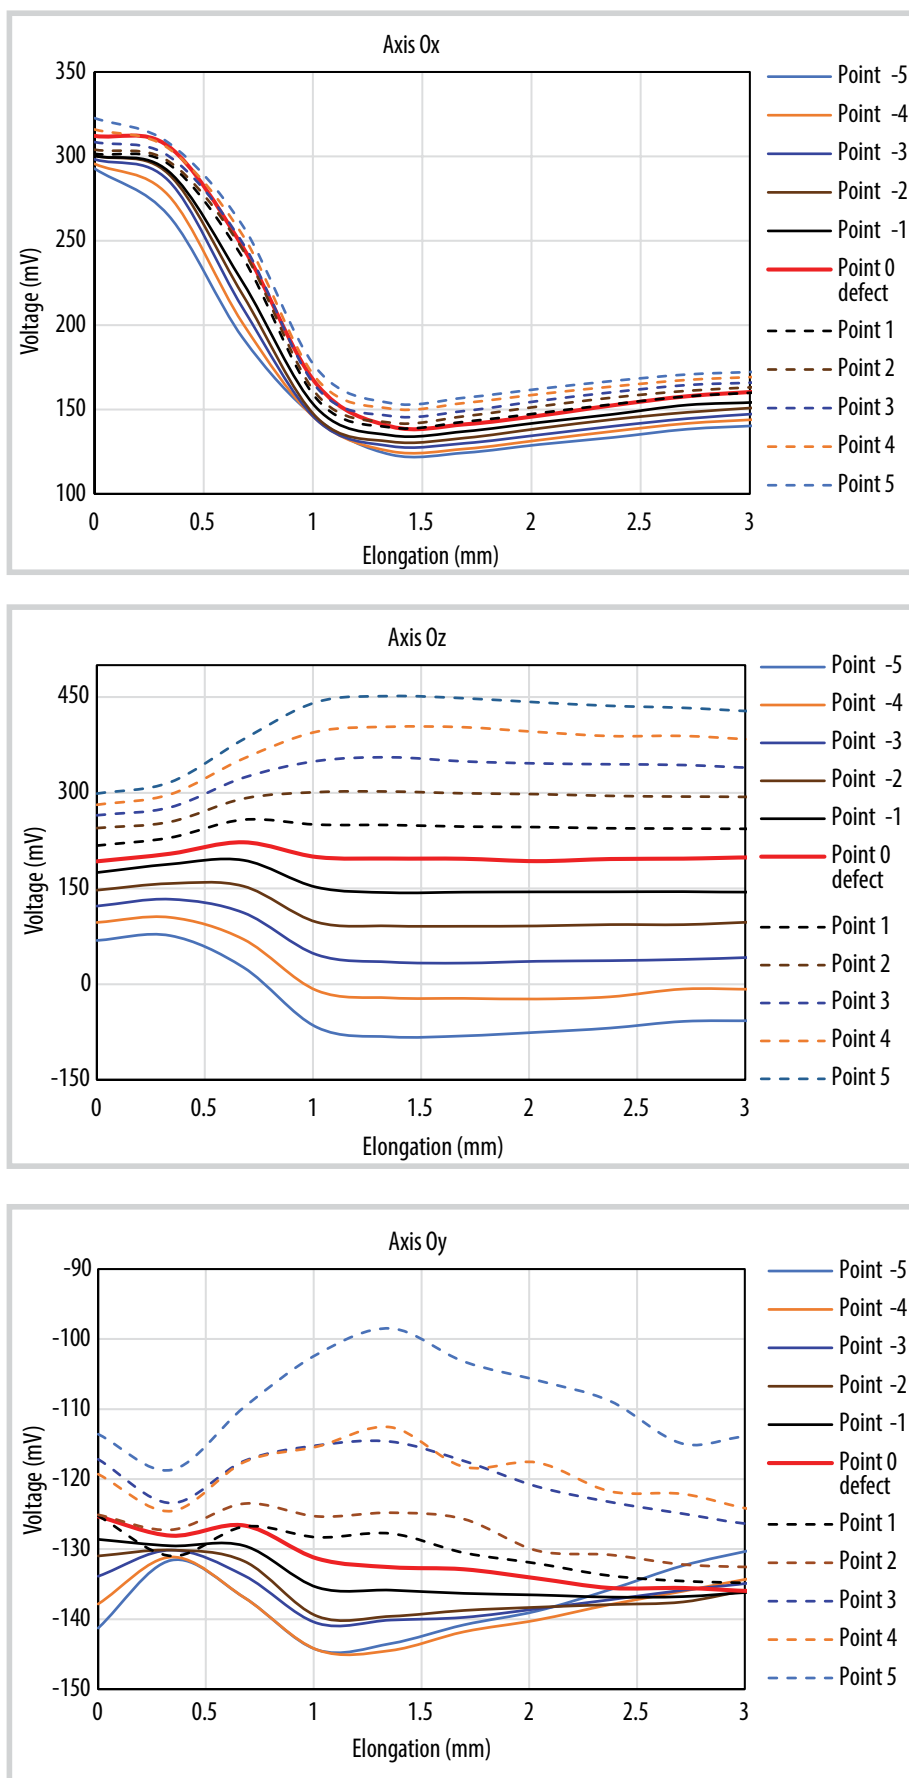 Axis Ox
Voltage (mV)
350
300
250
200
150
100
0 0.5 1 1.5 2 2.5 3
Elongation (mm)
Point -5
Point -4
Point -3
Point -2
Point -1
Point 0
defect
Point 1
Point 2
Point 3
Point 4
Point 5
Axis Oz
Voltage (mV)
450
300
150
0
-150
0 0.5 1 1.5 2 2.5 3
Elongation (mm)
Point -5
Point -4
Point -3
Point -2
Point -1
Point 0
defect
Point 1
Point 2
Point 3
Point 4
Point 5
Axis Oy
Voltage (mV)
-90
-100
-110
-120
-130
-140
-150
0 0.5 1 1.5 2 2.5 3
Elongation (mm)
Point -5
Point -4
Point -3
Point -2
Point -1
Point 0
defect
Point 1
Point 2
Point 3
Point 4
Point 5